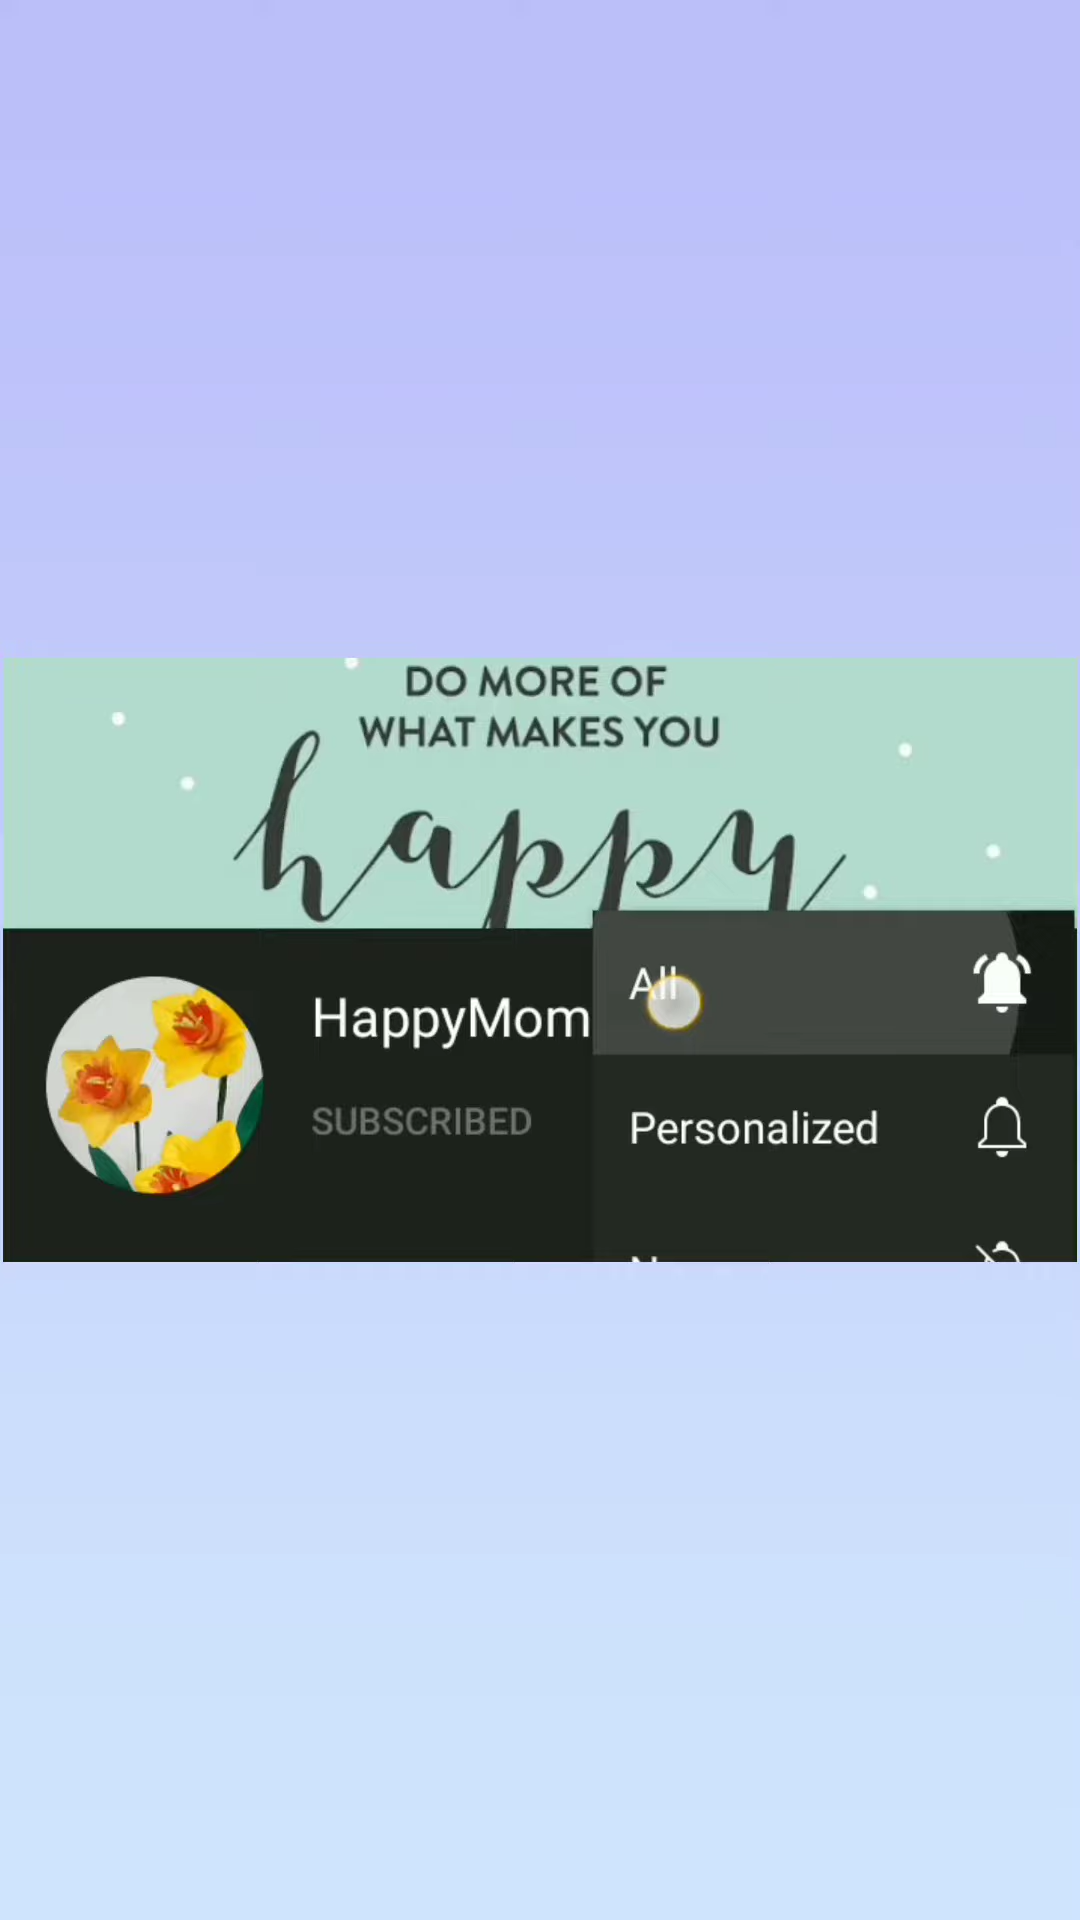 DO MORE OF
WHAT MAKES YOU
happy
HappyMom
SUBSCRIBED
All
Personalized